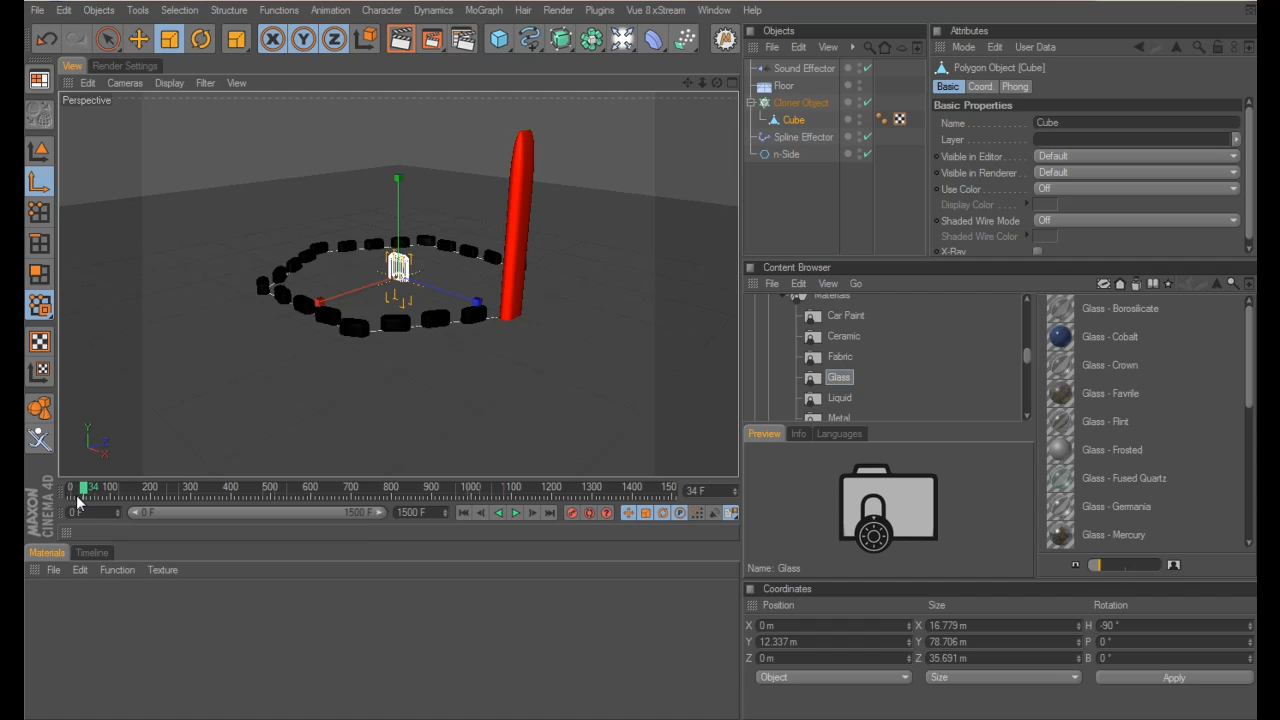 File Edit Objects Tools Selection Structure Functions Animation Character Dynamics MoGraph Hair Render Plugins Vue 8 xStream Window Help
X Y Z
Objects
File Edit View
Attributes
Mode Edit User Data
View Render Settings
Edit Cameras Display Filter View
Perspective
Sound Effector
Floor
Cloner Object
Cube
Spline Effector
n-Side
Polygon Object [Cube]
Basic Coord. Phong
Basic Properties
Name Cube
Layer
Visible in Editor Default
Visible in Renderer Default
Use Color Off
Display Color
Shaded Wire Mode Off
Shaded Wire Color
X-Ray
Content Browser
File Edit View Go
Materials
Car Paint
Ceramic
Fabric
Glass
Liquid
Metal
Glass - Borosilicate
Glass - Cobalt
Glass - Crown
Glass - Favrile
Glass - Flint
Glass - Frosted
Glass - Fused Quartz
Glass - Germania
Glass - Mercury
Preview Info Languages
Name: Glass
Y Z X
0 34 100 200 300 400 500 600 700 800 900 1000 1100 1200 1300 1400 150 34 F
0 F 0 F 1500 F 1500 F
MAXON
CINEMA 4D
Materials Timeline
File Edit Function Texture
Coordinates
Position Size Rotation
X 0 m X 16.779 m H -90 °
Y 12.337 m Y 78.706 m P 0 °
Z 0 m Z 35.691 m B 0 °
Object Size Apply